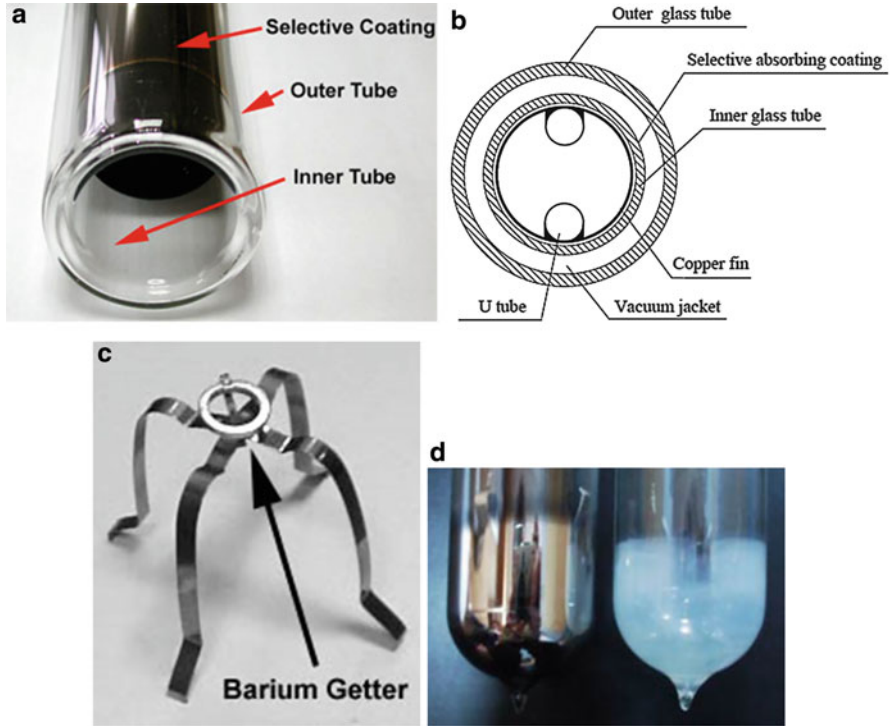 a
Selective Coating
Outer Tube
Inner Tube
b
Outer glass tube
Selective absorbing coating
Inner glass tube
Copper fin
U tube
Vacuum jacket
c
Barium Getter
d